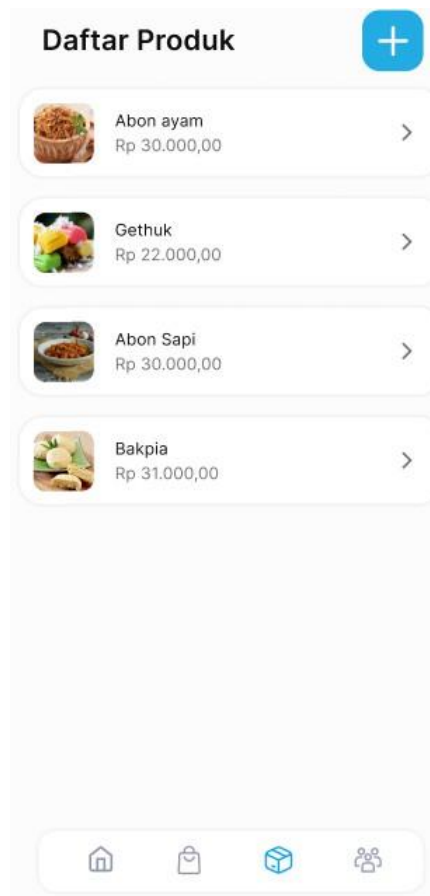 Daftar Produk
Abon ayam
Rp 30.000,00
Gethuk
Rp 22.000,00
Abon Sapi
Rp 30.000,00
Bakpia
Rp 31.000,00